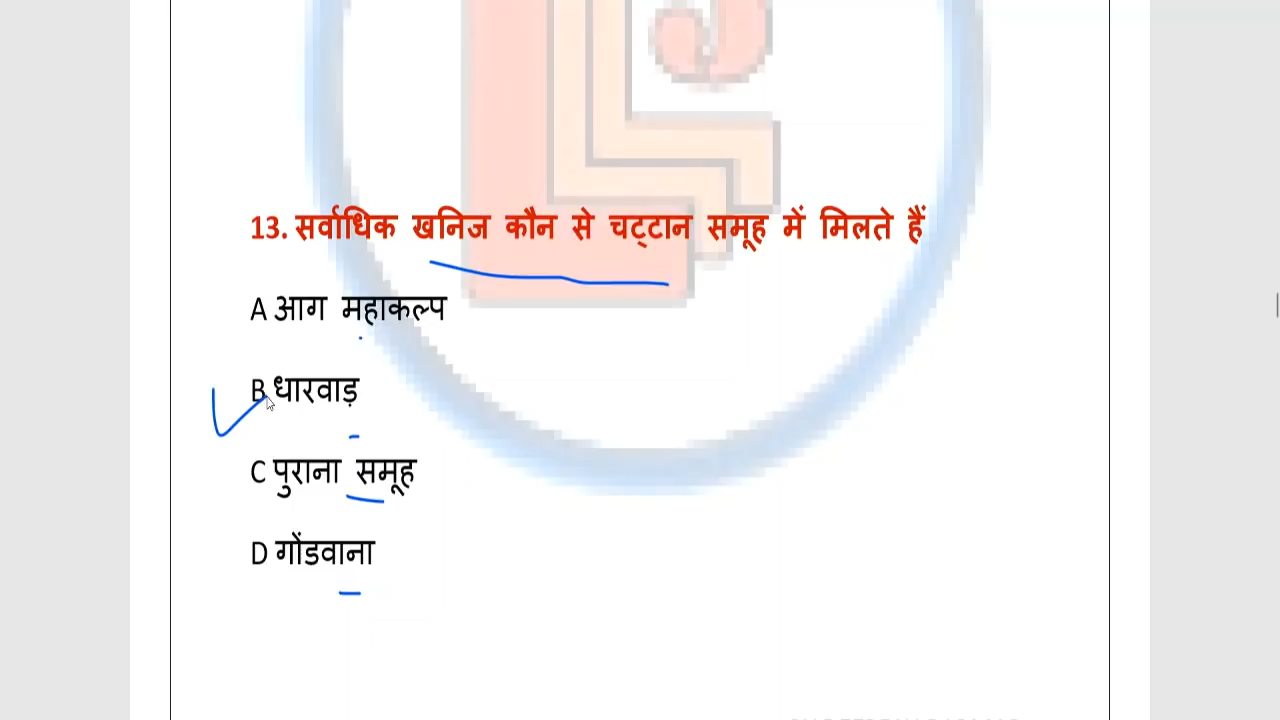 13. सर्वाधिक खनिज कौन से चट्टान समूह में मिलते हैं
A आग महाकल्प
B धारवाड़
C पुराना समूह
D गोंडवाना